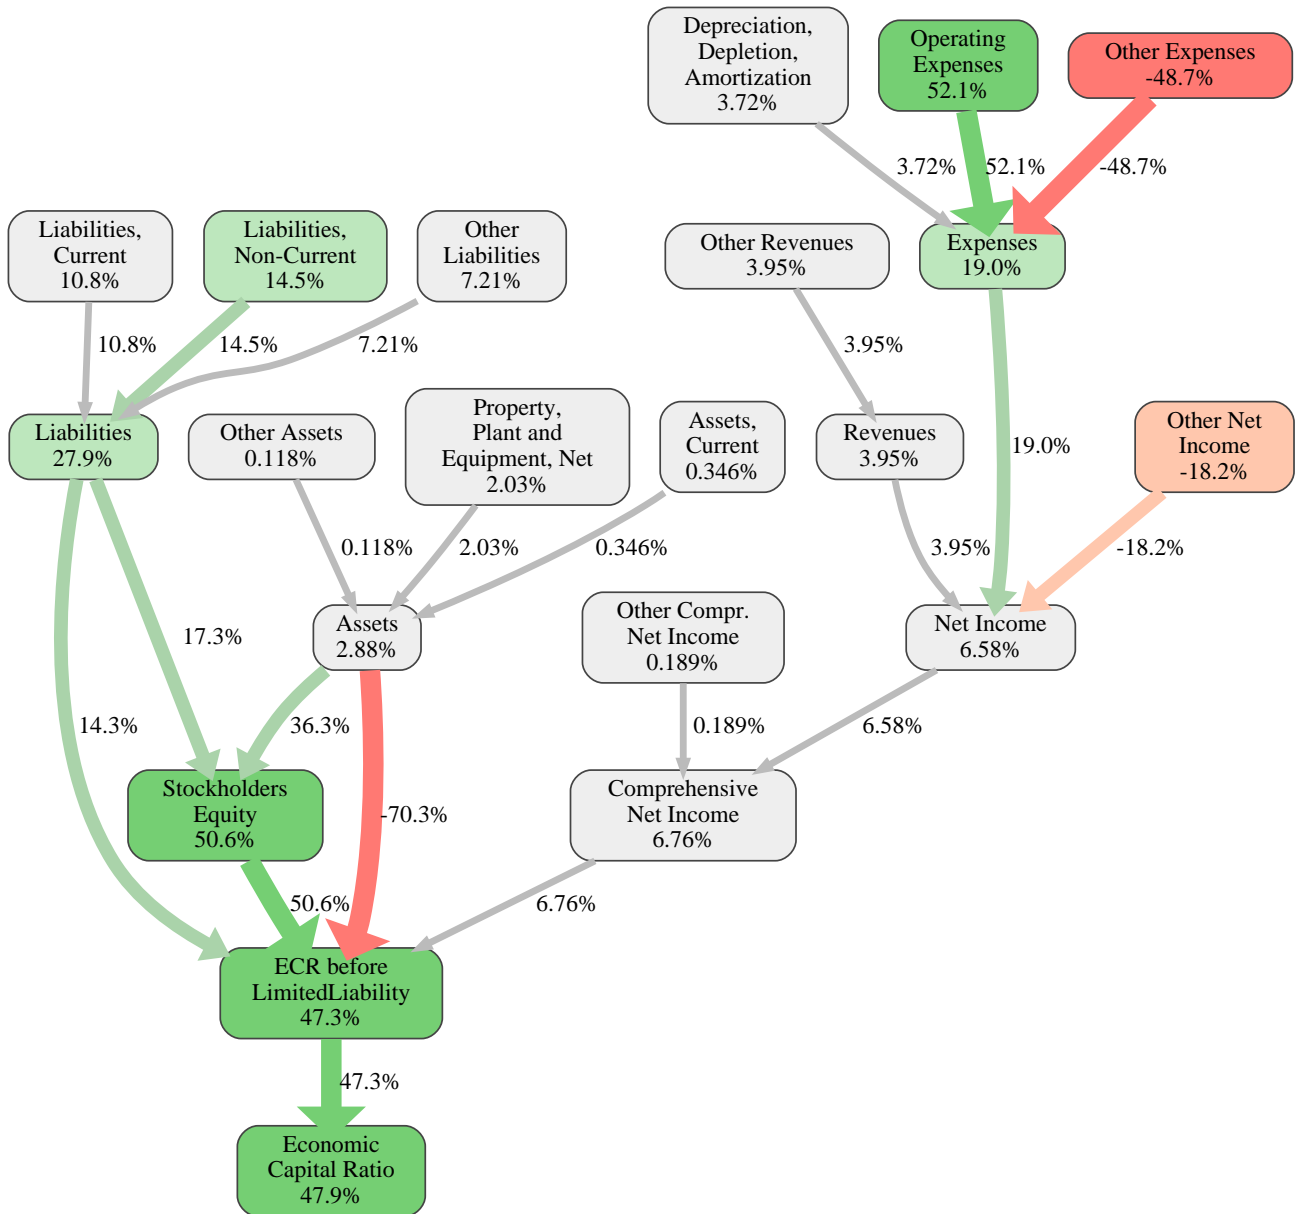 Depreciation,
Depletion,
Amortization
3.72%
Operating
Expenses
52.1%
Other Expenses
-48.7%
3.72%
52.1%
-48.7%
Liabilities,
Current
10.8%
Liabilities,
Non-Current
14.5%
Other
Liabilities
7.21%
Other Revenues
3.95%
Expenses
19.0%
10.8%
14.5%
7.21%
3.95%
Liabilities
27.9%
Other Assets
0.118%
Property,
Plant and
Equipment, Net
2.03%
Assets,
Current
0.346%
Revenues
3.95%
19.0%
Other Net
Income
-18.2%
0.118%
2.03%
0.346%
3.95%
-18.2%
17.3%
Assets
2.88%
Other Compr.
Net Income
0.189%
Net Income
6.58%
14.3%
36.3%
0.189%
6.58%
Stockholders
Equity
50.6%
-70.3%
Comprehensive
Net Income
6.76%
50.6%
6.76%
ECR before
LimitedLiability
47.3%
47.3%
Economic
Capital Ratio
47.9%